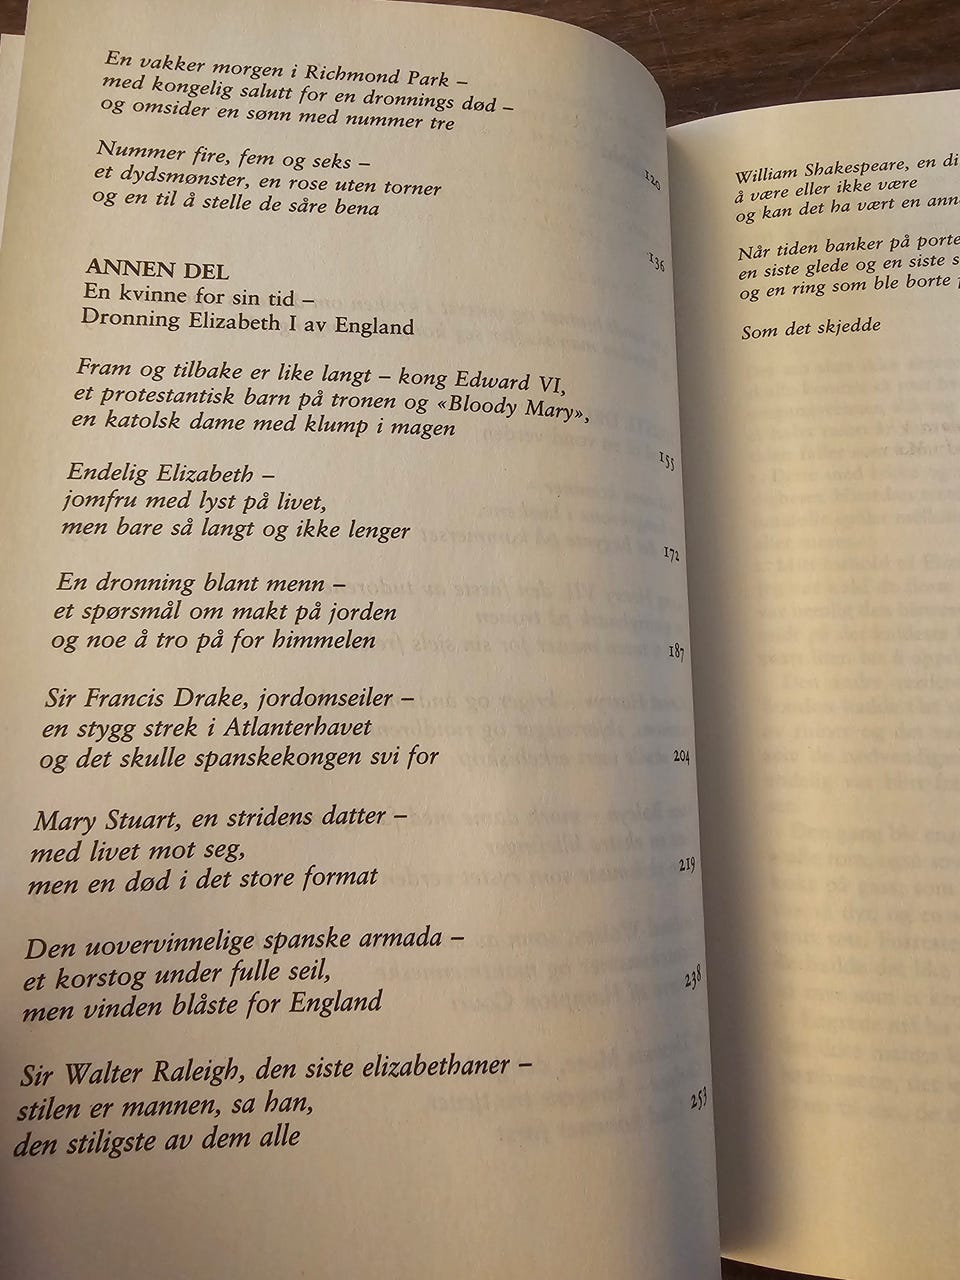 En vakker morgen i Richmond Park –
med kongelig salutt for en dronnings død –
og omsider en sønn med nummer tre
120
Nummer fire, fem og seks –
et dydsmønster, en rose uten torner
og en til å stelle de såre bena
136
ANNEN DEL
En kvinne for sin tid –
Dronning Elizabeth I av England
Fram og tilbake er like langt – kong Edward VI,
et protestantisk barn på tronen og «Bloody Mary»,
en katolsk dame med klump i magen
155
Endelig Elizabeth –
jomfru med lyst på livet,
men bare så langt og ikke lenger
172
En dronning blant menn –
et spørsmål om makt på jorden
og noe å tro på for himmelen
187
Sir Francis Drake, jordomseiler –
en stygg strek i Atlanterhavet
og det skulle spanskekongen svi for
204
Mary Stuart, en stridens datter –
med livet mot seg,
men en død i det store format
219
Den uovervinnelige spanske armada –
et korstog under fulle seil,
men vinden blåste for England
238
Sir Walter Raleigh, den siste elizabethaner –
stilen er mannen, sa han,
den stiligste av dem alle
253
William Shakespeare, en
å være eller ikke være
og kan det ha vært en
Når tiden banker på
en siste glede og en siste
og en ring som ble borte
Som det skjedde